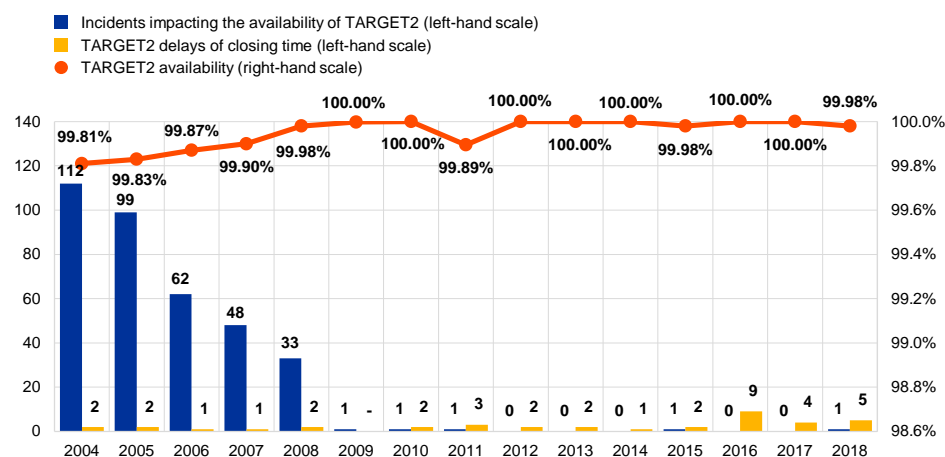 Incidents impacting the availability of TARGET2 (left-hand scale)
TARGET2 delays of closing time (left-hand scale)
TARGET2 availability (right-hand scale)
100.00% 100.00% 100.00% 100.00% 99.98%
140 99.81% 99.87% 100.0%
99.83% 99.90% 99.98% 100.00% 99.89% 100.00% 99.98% 100.00%
120 99.8%
112
99
100 99.6%
80 99.4%
62
60 99.2%
48
40 99.0%
33
20 98.8%
2 2 1 1 2 1 - 1 2 1 3 0 2 0 2 0 1 1 2 0 9 0 4 1 5
0 98.6%
2004 2005 2006 2007 2008 2009 2010 2011 2012 2013 2014 2015 2016 2017 2018